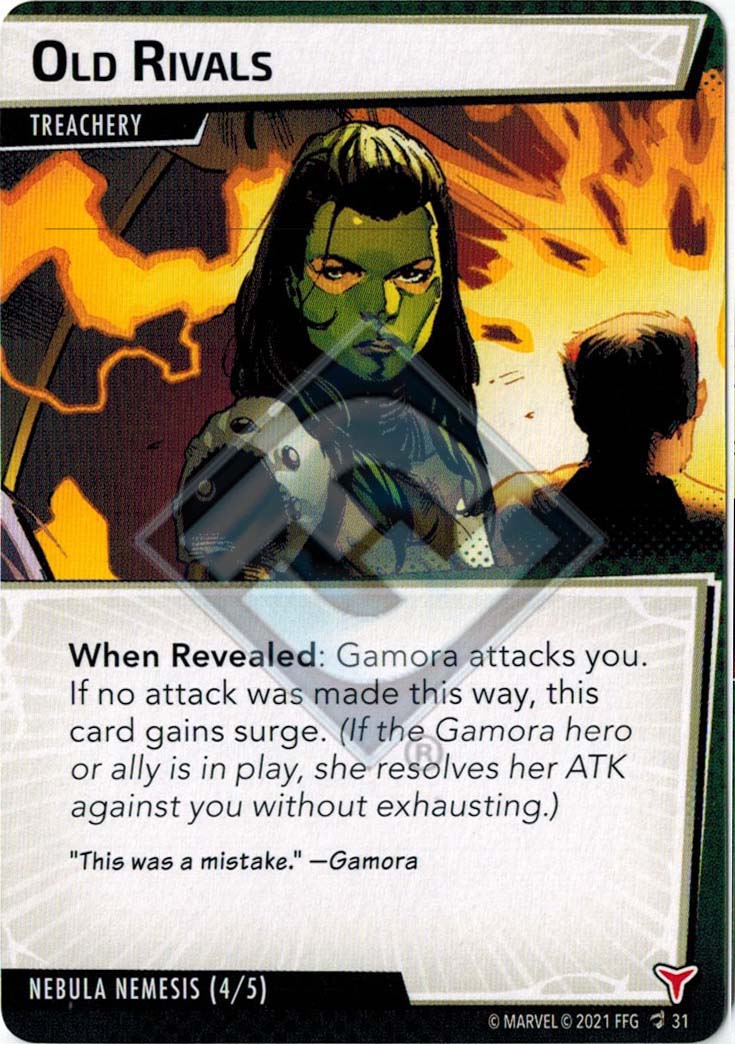 OLD RIVALS
TREACHERY
When Revealed: Gamora attacks you.
If no attack was made this way, this
card gains surge. (If the Gamora hero
or ally is in play, she resolves her ATK
against you without exhausting.)
"This was a mistake." —Gamora
NEBULA NEMESIS (4/5)
© MARVEL © 2021 FFG 31
®